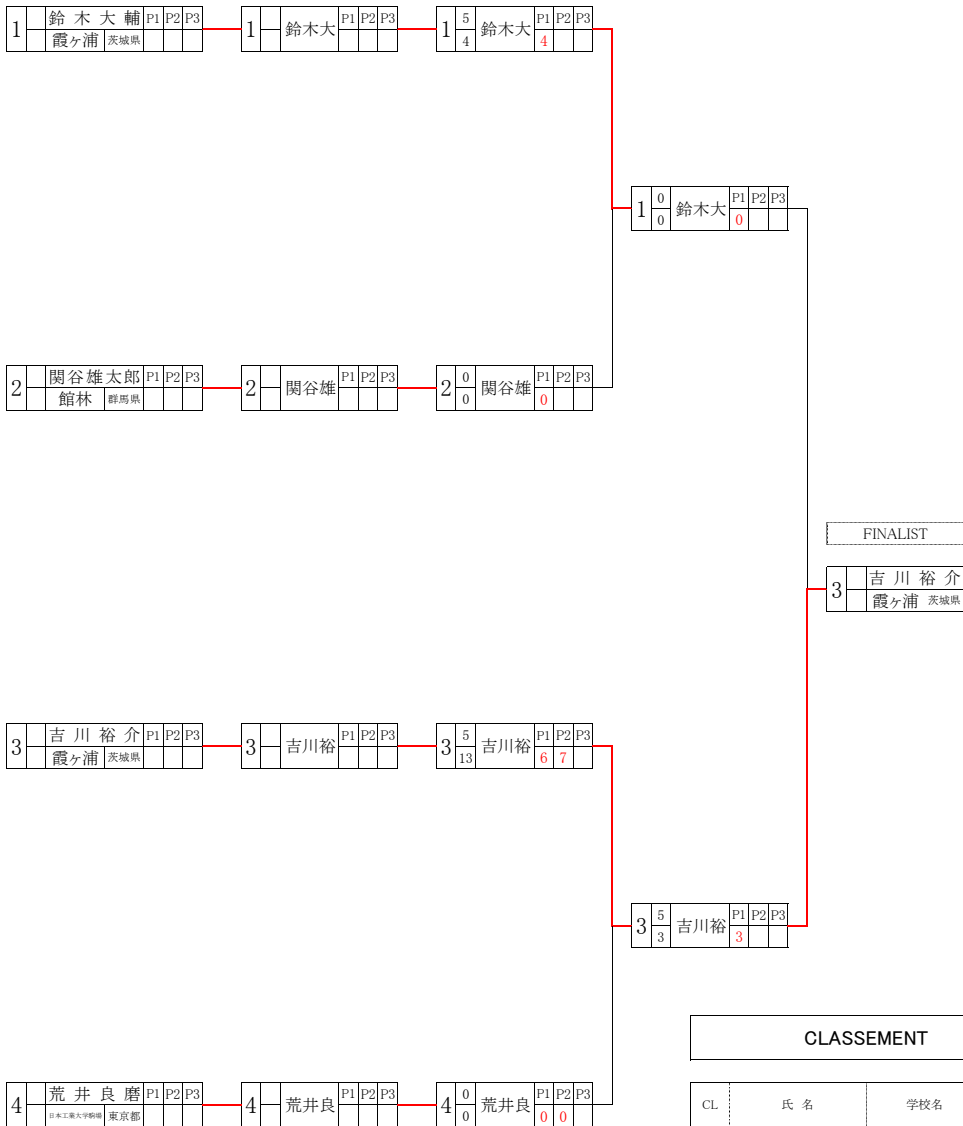 1 鈴木大輔 P1 P2 P3
霞ヶ浦 茨城県
1 鈴木大 P1 P2 P3
1 5 鈴木大 P1 P2 P3
4 4
1 0 鈴木大 P1 P2 P3
0 0
2 関谷雄太郎 P1 P2 P3
館林 群馬県
2 関谷雄 P1 P2 P3
2 0 関谷雄 P1 P2 P3
0 0
FINALIST
3 吉川裕介
霞ヶ浦 茨城県
3 吉川裕介 P1 P2 P3
霞ヶ浦 茨城県
3 吉川裕 P1 P2 P3
3 5 吉川裕 P1 P2 P3
13 6 7
3 5 吉川裕 P1 P2 P3
3 3
4 荒井良磨 P1 P2 P3
日本工業大学駒場 東京都
4 荒井良 P1 P2 P3
4 0 荒井良 P1 P2 P3
0 0 0
CLASSEMENT
CL 氏名 学校名